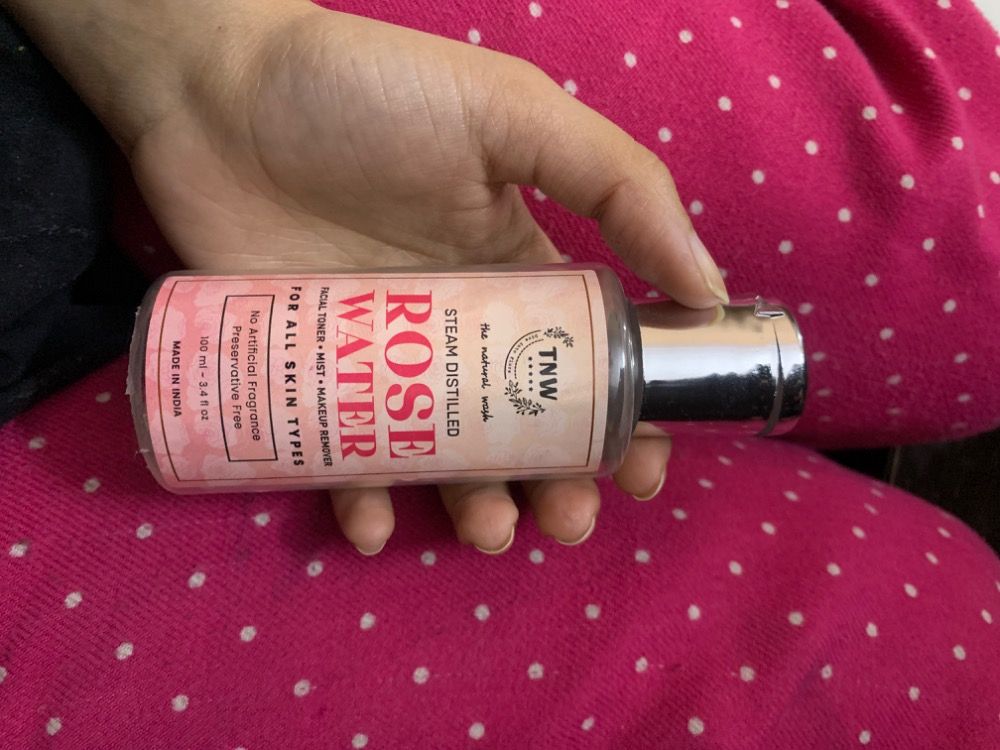 TNW
the natural wash
STEAM DISTILLED
ROSE
WATER
FACIAL TONER • MIST • MAKEUP REMOVER
FOR ALL SKIN TYPES
No Artificial Fragrance
Preservative Free
100 ml - 3.4 fl oz
MADE IN INDIA